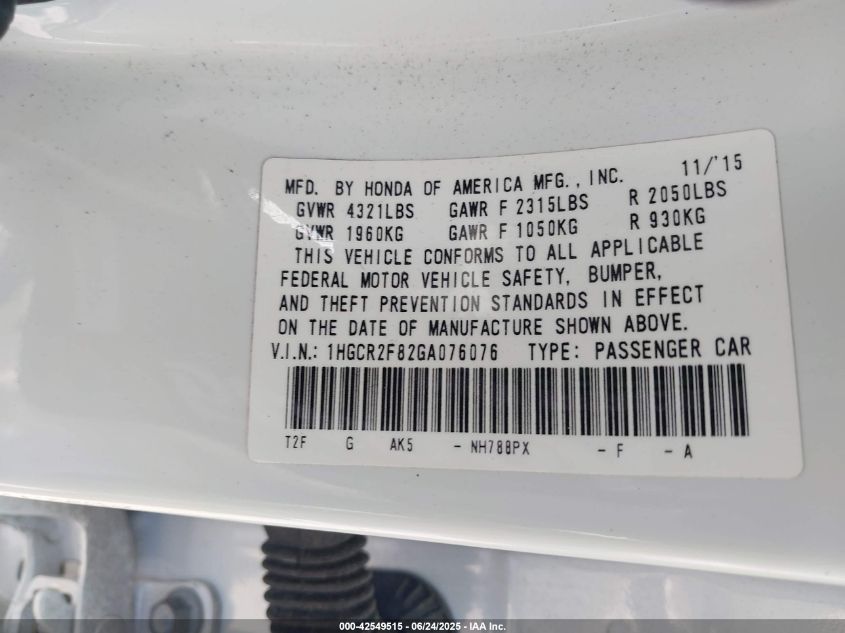 11/'15
MFD. BY HONDA OF AMERICA MFG., INC.
GVWR 4321LBS GAWR F 2315LBS R 2050LBS
GVWR 1960KG GAWR F 1050KG R 930KG
THIS VEHICLE CONFORMS TO ALL APPLICABLE
FEDERAL MOTOR VEHICLE SAFETY, BUMPER,
AND THEFT PREVENTION STANDARDS IN EFFECT
ON THE DATE OF MANUFACTURE SHOWN ABOVE.
V.I.N.: 1HGCR2F82GA076076 TYPE: PASSENGER CAR
T2F G AK5 - NH788PX - F - A
000-42549515 - 06/24/2025 - IAA Inc.